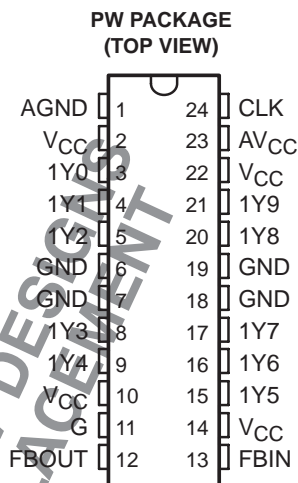 PW PACKAGE
(TOP VIEW)
AGND 1 24 CLK
VCC 2 23 AVCC
1Y0 3 22 VCC
1Y1 4 21 1Y9
1Y2 5 20 1Y8
GND 6 19 GND
GND 7 18 GND
1Y3 8 17 1Y7
1Y4 9 16 1Y6
VCC 10 15 1Y5
G 11 14 VCC
FBOUT 12 13 FBIN
DESIGNS